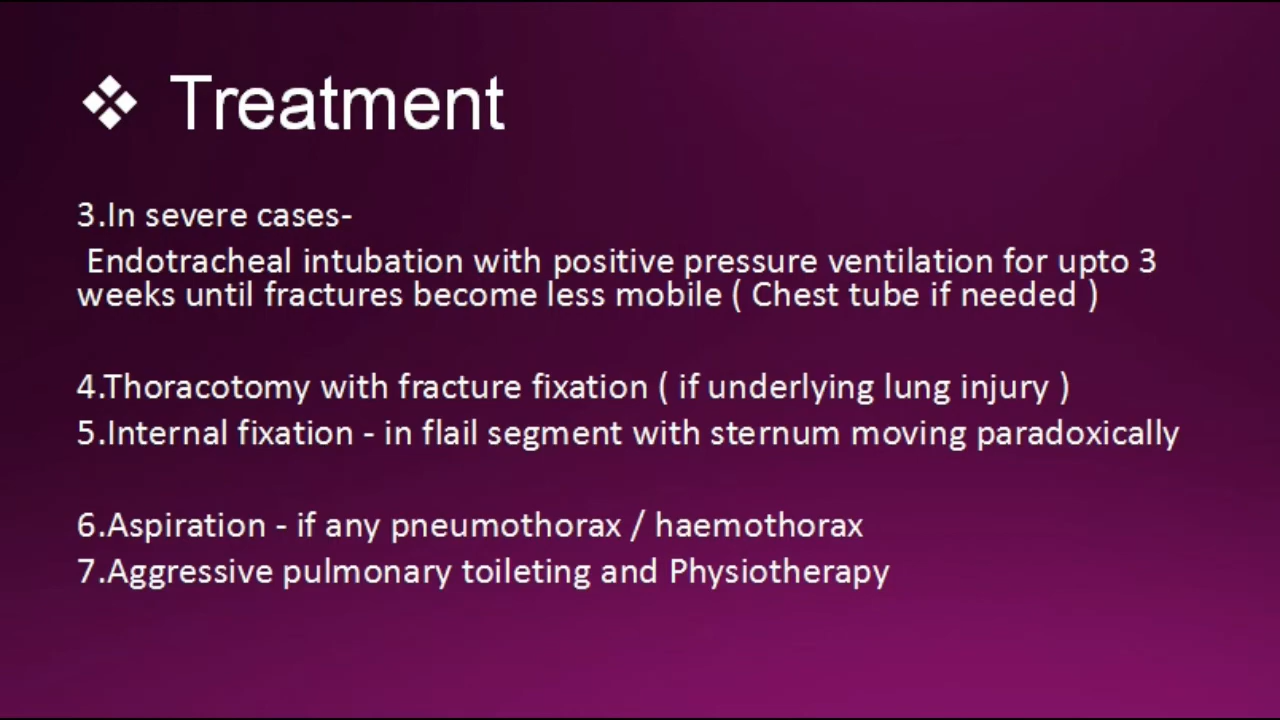 ❖ Treatment
3.In severe cases-
Endotracheal intubation with positive pressure ventilation for upto 3
weeks until fractures become less mobile ( Chest tube if needed )
4.Thoracotomy with fracture fixation ( if underlying lung injury )
5.Internal fixation - in flail segment with sternum moving paradoxically
6.Aspiration - if any pneumothorax / haemothorax
7.Aggressive pulmonary toileting and Physiotherapy